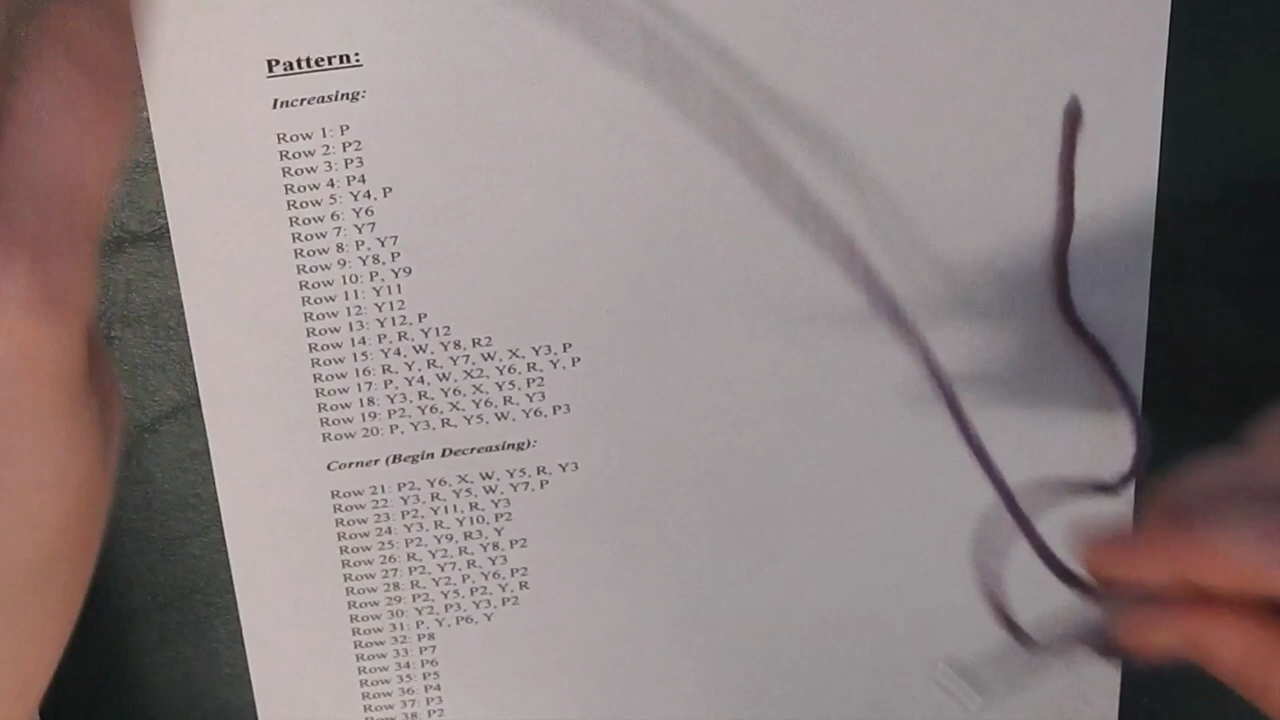 Pattern:
Increasing:
Row 1: P
Row 2: P2
Row 3: P3
Row 4: P4
Row 5: Y4, P
Row 6: Y6
Row 7: Y7
Row 8: P, Y7
Row 9: Y8, P
Row 10: P, Y9
Row 11: Y11
Row 12: Y12
Row 13: Y12, P
Row 14: P, R, Y12
Row 15: Y4, W, Y8, R2
Row 16: R, Y, R, Y7, W, X, Y3, P
Row 17: P, Y4, W, X2, Y6, R, Y, P
Row 18: Y3, R, Y6, X, Y5, P2
Row 19: P2, Y6, X, Y6, R, Y3
Row 20: P, Y3, R, Y5, W, Y6, P3
Corner (Begin Decreasing):
Row 21: P2, Y6, X, W, Y5, R, Y3
Row 22: Y3, R, Y5, W, Y7, P
Row 23: P2, Y11, R, Y3
Row 24: Y3, R, Y10, P2
Row 25: P2, Y9, R3, Y
Row 26: R, Y2, R, Y8, P2
Row 27: P2, Y7, R, Y3
Row 28: R, Y2, P, Y6, P2
Row 29: P2, Y5, P2, Y, R
Row 30: Y2, P3, Y3, P2
Row 31: P, Y, P6, Y
Row 32: P8
Row 33: P7
Row 34: P6
Row 35: P5
Row 36: P4
Row 37: P3
Row 38: P2